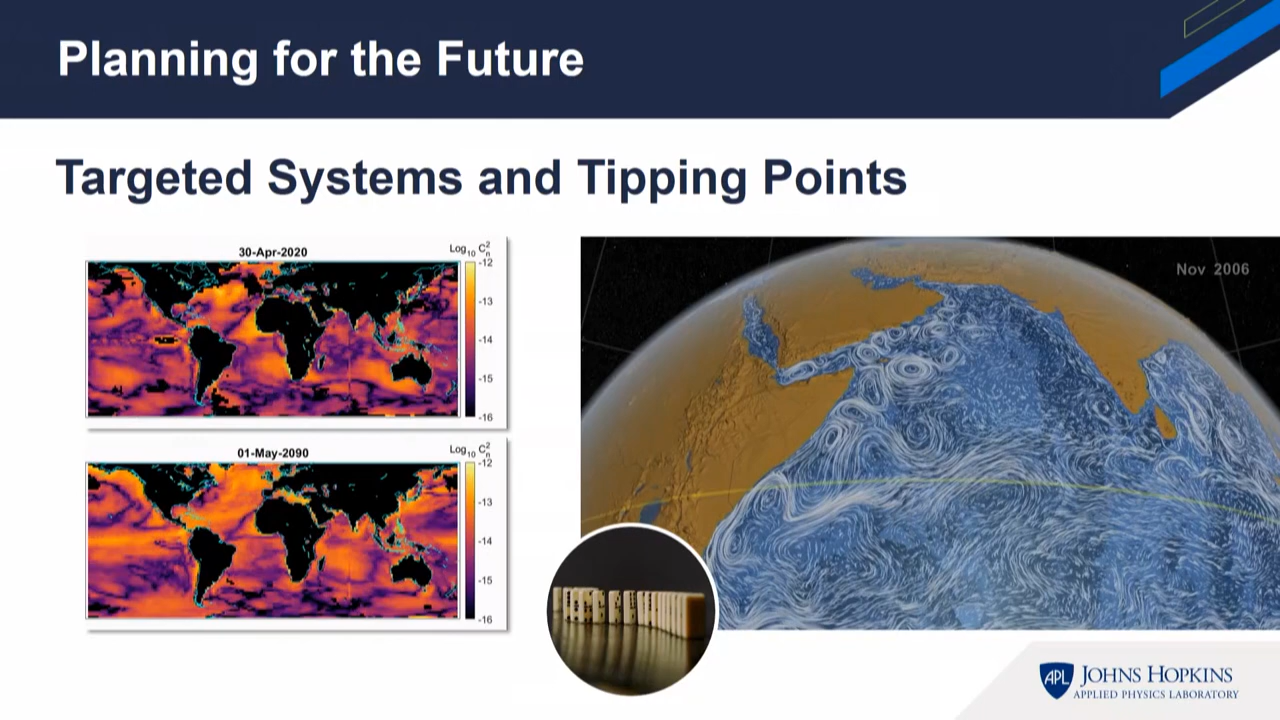 Planning for the Future
Targeted Systems and Tipping Points
30-Apr-2020
Log10 C2n
-12
-13
-14
-15
-16
01-May-2090
Log10 C2n
-12
-13
-14
-15
-16
Nov 2006
APL
JOHNS HOPKINS
APPLIED PHYSICS LABORATORY